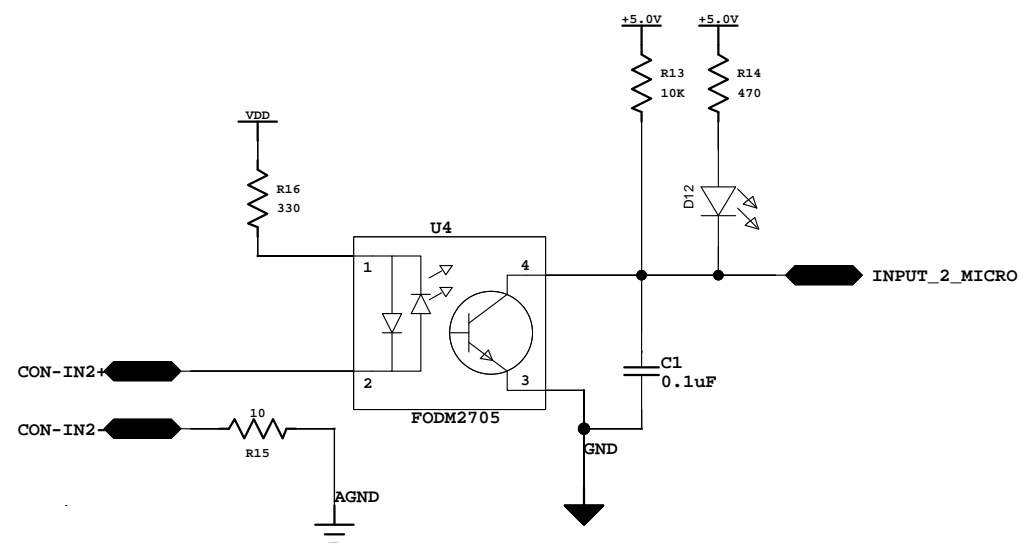 +5.0V
+5.0V
R13
10K
R14
470
VDD
R16
330
D12
U4
1
4
INPUT_2_MICRO
CON-IN2+
2
3
C1
0.1uF
FODM2705
CON-IN2-
10
R15
GND
AGND